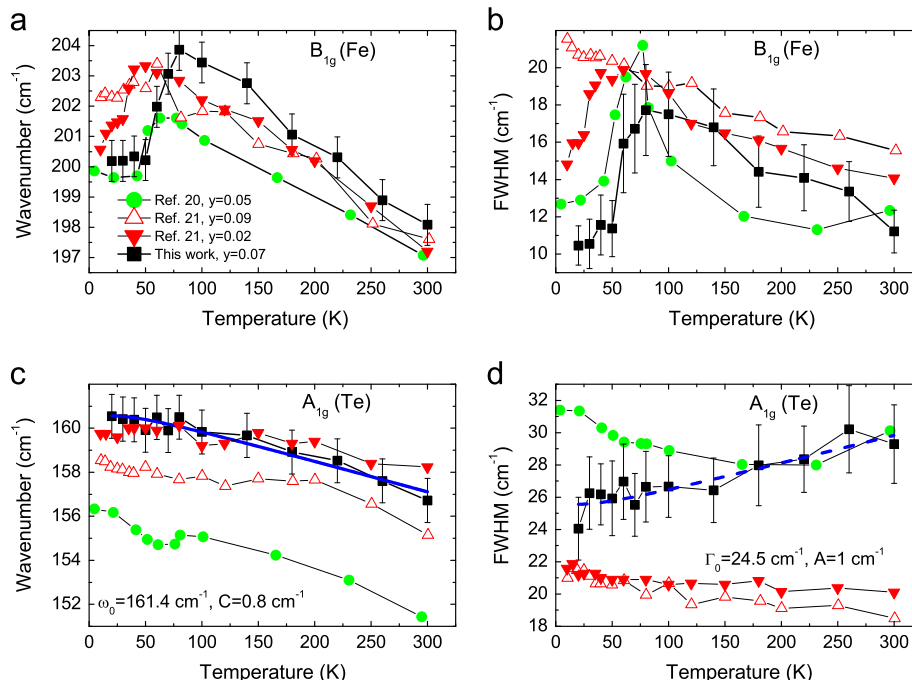 a
B1g (Fe)
204
203
202
201
200
199
198
197
Wavenumber (cm-1)
Ref. 20, y=0.05
Ref. 21, y=0.09
Ref. 21, y=0.02
This work, y=0.07
0 50 100 150 200 250 300
Temperature (K)
b
B1g (Fe)
22
20
18
16
14
12
10
FWHM (cm-1)
0 50 100 150 200 250 300
Temperature (K)
c
A1g (Te)
160
158
156
154
152
Wavenumber (cm-1)
ω0=161.4 cm-1, C=0.8 cm-1
0 50 100 150 200 250 300
Temperature (K)
d
A1g (Te)
32
30
28
26
24
22
20
18
FWHM (cm-1)
Γ0=24.5 cm-1, A=1 cm-1
0 50 100 150 200 250 300
Temperature (K)